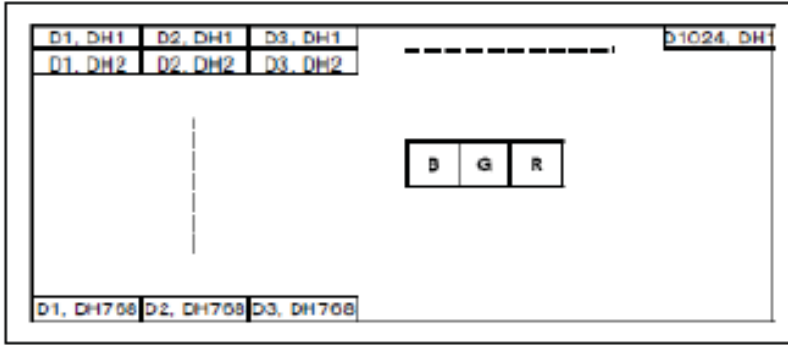 D1, DH1 D2, DH1 D3, DH1 D1024, DH1
D1, DH2 D2, DH2 D3, DH2
B G R
D1, DH768 D2, DH768 D3, DH768